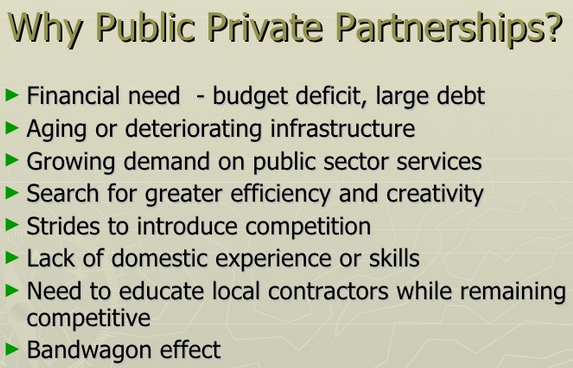 Why Public Private Partnerships?
Financial need - budget deficit, large debt
Aging or deteriorating infrastructure
Growing demand on public sector services
Search for greater efficiency and creativity
Strides to introduce competition
Lack of domestic experience or skills
Need to educate local contractors while remaining
competitive
Bandwagon effect